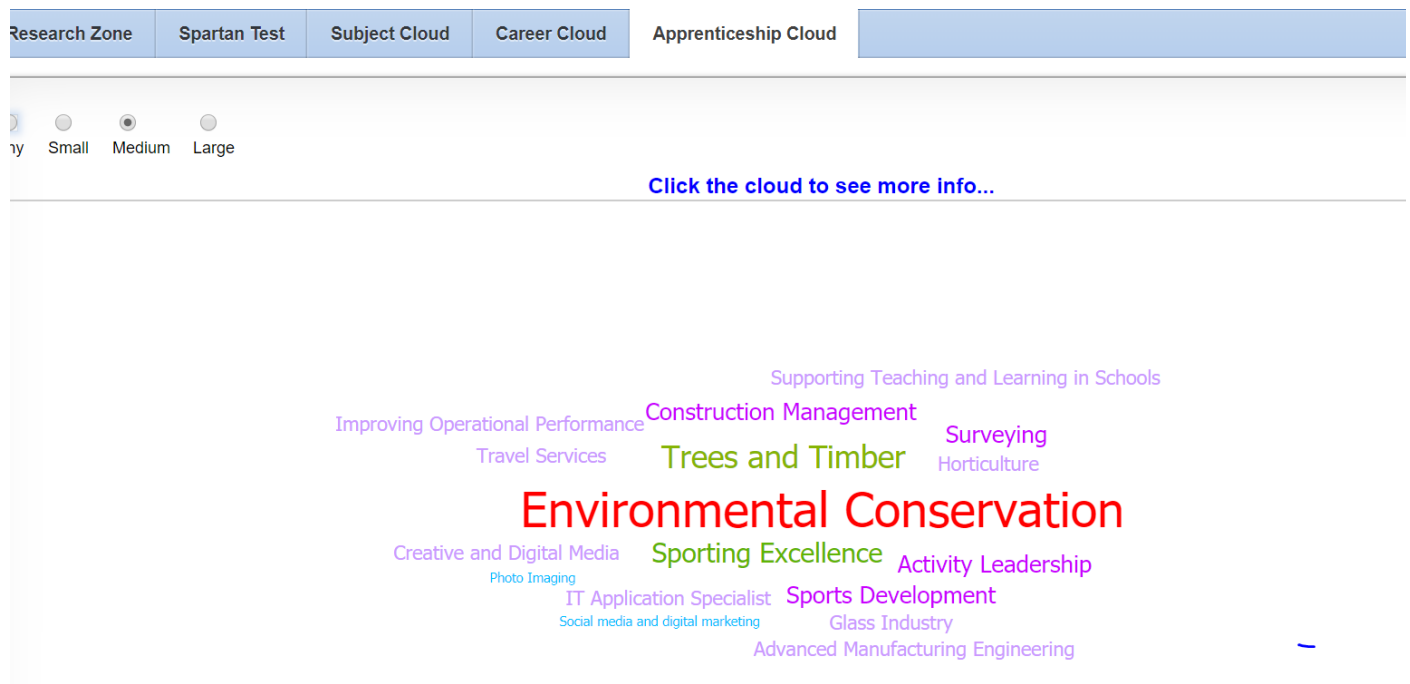 Research Zone Spartan Test Subject Cloud Career Cloud Apprenticeship Cloud
Small Medium Large
Click the cloud to see more info...
Supporting Teaching and Learning in Schools
Construction Management
Improving Operational Performance
Surveying
Travel Services
Trees and Timber
Horticulture
Environmental Conservation
Creative and Digital Media
Sporting Excellence
Activity Leadership
Photo Imaging
IT Application Specialist
Sports Development
Social media and digital marketing
Glass Industry
Advanced Manufacturing Engineering